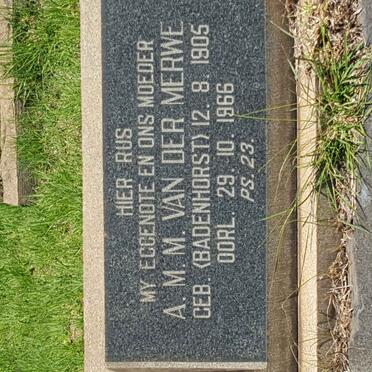 HIER RUS
MY EGGENOTE EN ONS MOEDER
A. M. M. VAN DER MERWE
GEB (BADENHORST) 12. 8. 1905
OORL. 29. 10. 1966
PS. 23.